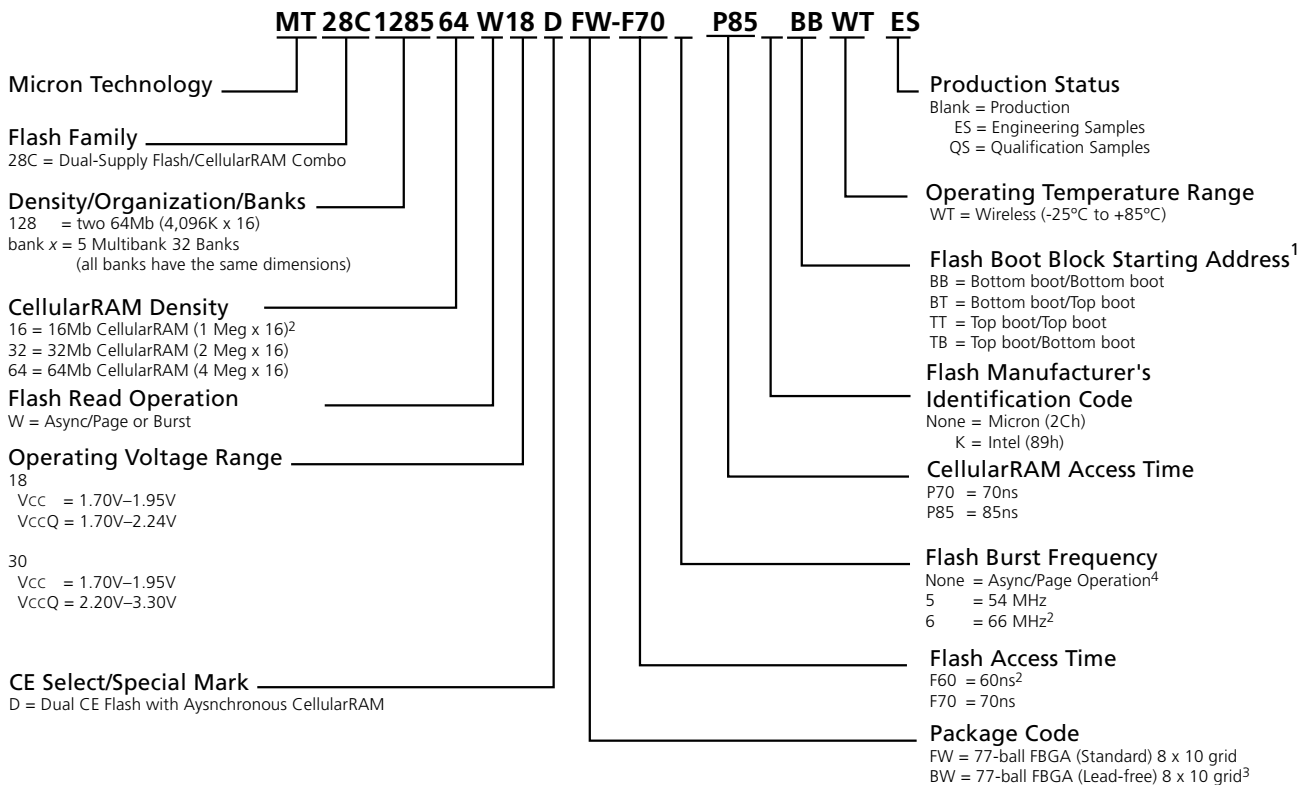 MT 28C 1285 64 W 18 D FW-F70 P85 BB WT ES
Micron Technology
Flash Family
28C = Dual-Supply Flash/CellularRAM Combo
Density/Organization/Banks
128 = two 64Mb (4,096K x 16)
bank x = 5 Multibank 32 Banks
(all banks have the same dimensions)
CellularRAM Density
16 = 16Mb CellularRAM (1 Meg x 16)2
32 = 32Mb CellularRAM (2 Meg x 16)
64 = 64Mb CellularRAM (4 Meg x 16)
Flash Read Operation
W = Async/Page or Burst
Operating Voltage Range
18
VCC = 1.70V–1.95V
VCCQ = 1.70V–2.24V
30
VCC = 1.70V–1.95V
VCCQ = 2.20V–3.30V
CE Select/Special Mark
D = Dual CE Flash with Aysnchronous CellularRAM
Production Status
Blank = Production
ES = Engineering Samples
QS = Qualification Samples
Operating Temperature Range
WT = Wireless (-25ºC to +85ºC)
Flash Boot Block Starting Address1
BB = Bottom boot/Bottom boot
BT = Bottom boot/Top boot
TT = Top boot/Top boot
TB = Top boot/Bottom boot
Flash Manufacturer's
Identification Code
None = Micron (2Ch)
K = Intel (89h)
CellularRAM Access Time
P70 = 70ns
P85 = 85ns
Flash Burst Frequency
None = Async/Page Operation4
5 = 54 MHz
6 = 66 MHz2
Flash Access Time
F60 = 60ns2
F70 = 70ns
Package Code
FW = 77-ball FBGA (Standard) 8 x 10 grid
BW = 77-ball FBGA (Lead-free) 8 x 10 grid3